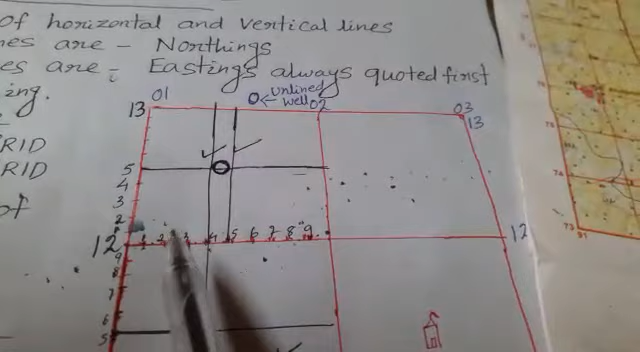 of horizontal and vertical lines
nes are - Northings
es are - Eastings always quoted first
ing.
RID
RID
of
unlined
well
01
02
03
13
13
5
4
3
2
12
1 2 3 4 5 6 7 8 9
12
9
8
7
6
5